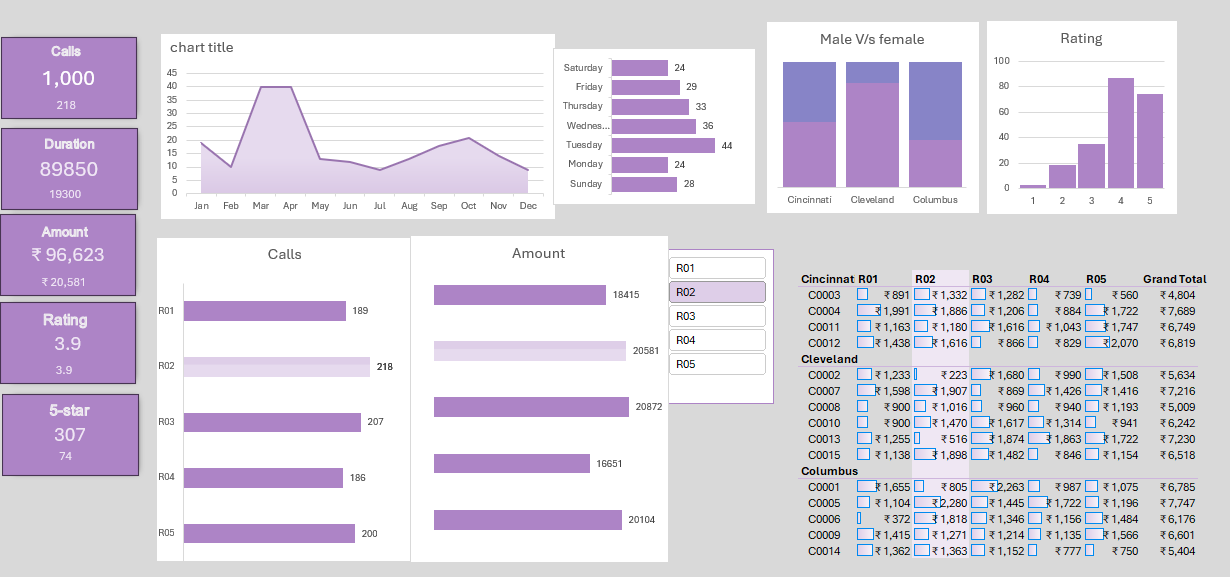 Calls
1,000
218
Duration
89850
19300
Amount
₹ 96,623
₹ 20,581
Rating
3.9
3.9
5-star
307
74
chart title
45
40
35
30
25
20
15
10
5
0
Jan Feb Mar Apr May Jun Jul Aug Sep Oct Nov Dec
Saturday 24
Friday 29
Thursday 33
Wednes... 36
Tuesday 44
Monday 24
Sunday 28
Male V/s female
Cincinnati Cleveland Columbus
Rating
100
80
60
40
20
0
1 2 3 4 5
Calls
R01 189
R02 218
R03 207
R04 186
R05 200
Amount
18415
20581
20872
16651
20104
R01
R02
R03
R04
R05
Cincinnat R01 R02 R03 R04 R05 Grand Total
C0003 ₹ 891 ₹ 1,332 ₹ 1,282 ₹ 739 ₹ 560 ₹ 4,804
C0004 ₹ 1,991 ₹ 1,886 ₹ 1,206 ₹ 884 ₹ 1,722 ₹ 7,689
C0011 ₹ 1,163 ₹ 1,180 ₹ 1,616 ₹ 1,043 ₹ 1,747 ₹ 6,749
C0012 ₹ 1,438 ₹ 1,616 ₹ 866 ₹ 829 ₹ 2,070 ₹ 6,819
Cleveland
C0002 ₹ 1,233 ₹ 223 ₹ 1,680 ₹ 990 ₹ 1,508 ₹ 5,634
C0007 ₹ 1,598 ₹ 1,907 ₹ 869 ₹ 1,426 ₹ 1,416 ₹ 7,216
C0008 ₹ 900 ₹ 1,016 ₹ 960 ₹ 940 ₹ 1,193 ₹ 5,009
C0010 ₹ 900 ₹ 1,470 ₹ 1,617 ₹ 1,314 ₹ 941 ₹ 6,242
C0013 ₹ 1,255 ₹ 516 ₹ 1,874 ₹ 1,863 ₹ 1,722 ₹ 7,230
C0015 ₹ 1,138 ₹ 1,898 ₹ 1,482 ₹ 846 ₹ 1,154 ₹ 6,518
Columbus
C0001 ₹ 1,655 ₹ 805 ₹ 2,263 ₹ 987 ₹ 1,075 ₹ 6,785
C0005 ₹ 1,104 ₹ 2,280 ₹ 1,445 ₹ 1,722 ₹ 1,196 ₹ 7,747
C0006 ₹ 372 ₹ 1,818 ₹ 1,346 ₹ 1,156 ₹ 1,484 ₹ 6,176
C0009 ₹ 1,415 ₹ 1,271 ₹ 1,214 ₹ 1,135 ₹ 1,566 ₹ 6,601
C0014 ₹ 1,362 ₹ 1,363 ₹ 1,152 ₹ 777 ₹ 750 ₹ 5,404